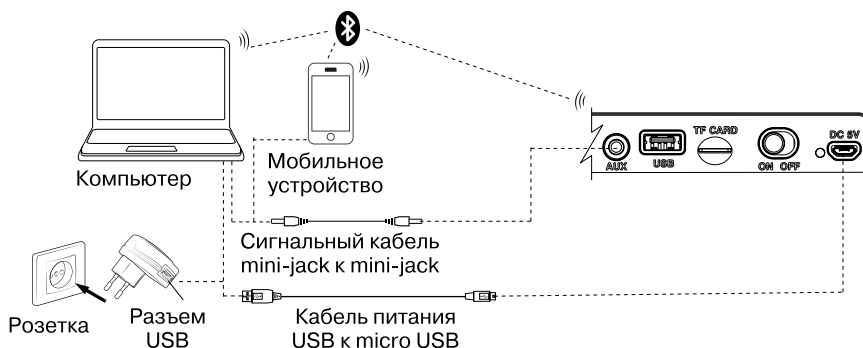 TF CARD
DC 5V
AUX
USB
ON OFF
Компьютер
Мобильное
устройство
Сигнальный кабель
mini-jack к mini-jack
Розетка
Разъем
USB
Кабель питания
USB к micro USB